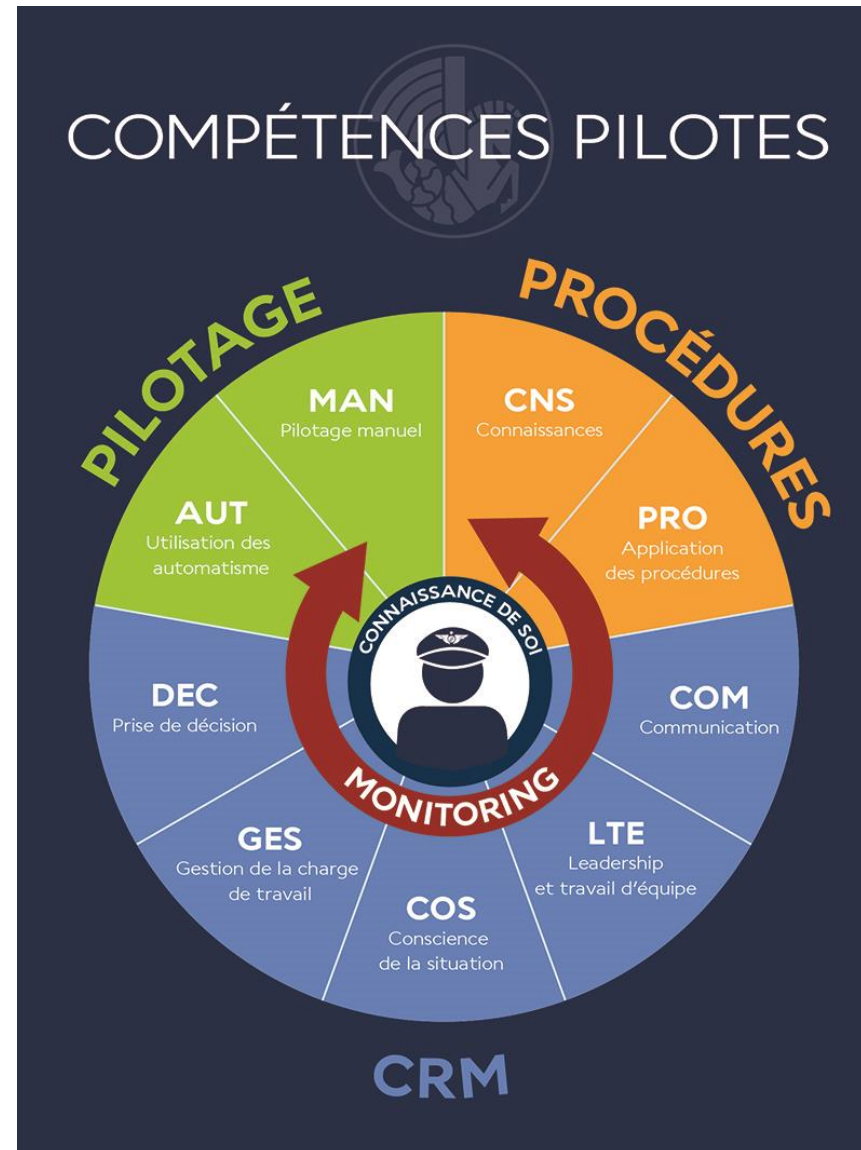 COMPÉTENCES PILOTES
PILOTAGE
PROCÉDURES
MAN
Pilotage manuel
CNS
Connaissances
AUT
Utilisation des
automatisme
PRO
Application
des procédures
CONNAISSANCE DE SOI
DEC
Prise de décision
COM
Communication
MONITORING
GES
Gestion de la charge
de travail
LTE
Leadership
et travail d'équipe
COS
Conscience
de la situation
CRM